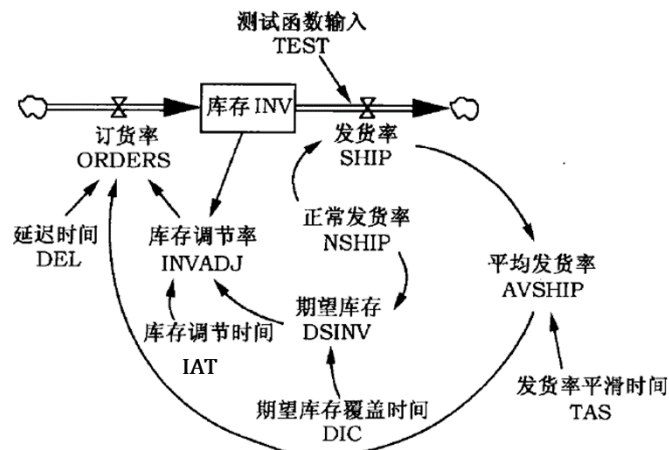 测试函数输入
TEST
库存 INV
订货率
ORDERS
发货率
SHIP
延迟时间
DEL
库存调节率
INVADJ
正常发货率
NSHIP
平均发货率
AVSHIP
库存调节时间
IAT
期望库存
DSINV
期望库存覆盖时间
DIC
发货率平滑时间
TAS